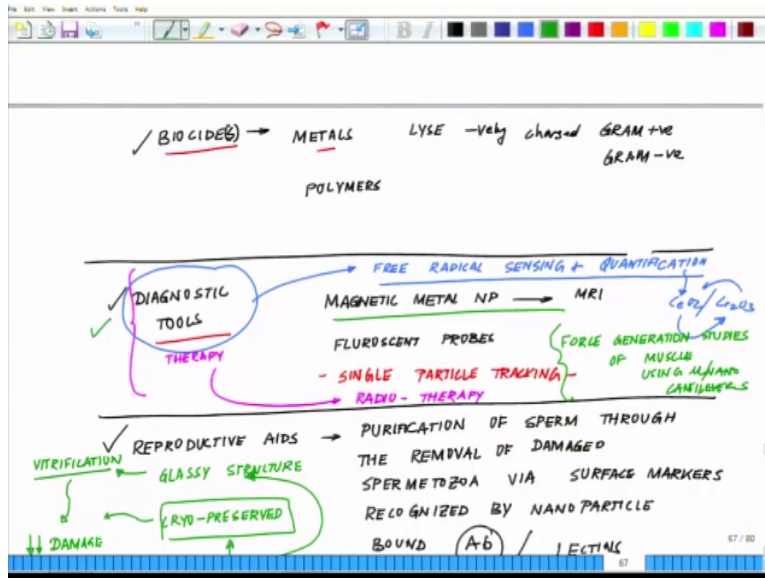 File Edit View Insert Actions Tools Help
B I
✓ BIOCIDE(S) → METALS LYSE -vely charged GRAM +ve
GRAM -ve
POLYMERS
FREE RADICAL SENSING + QUANTIFICATION
✓ DIAGNOSTIC MAGNETIC METAL NP → MRI CeO2/Ce2O3
✓ TOOLS
FLUROSCENT PROBES FORCE GENERATION STUDIES
THERAPY OF MUSCLE
- SINGLE PARTICLE TRACKING - USING M/NANO
RADIO - THERAPY CANTILEVERS
✓ REPRODUCTIVE AIDS → PURIFICATION OF SPERM THROUGH
THE REMOVAL OF DAMAGED
VITRIFICATION ← GLASSY STRUCTURE
SPERMETOZOA VIA SURFACE MARKERS
CRYO-PRESERVED RECOGNIZED BY NANOPARTICLE
↓↓ DAMAGE BOUND Ab / LECTINS
67 / 80
67